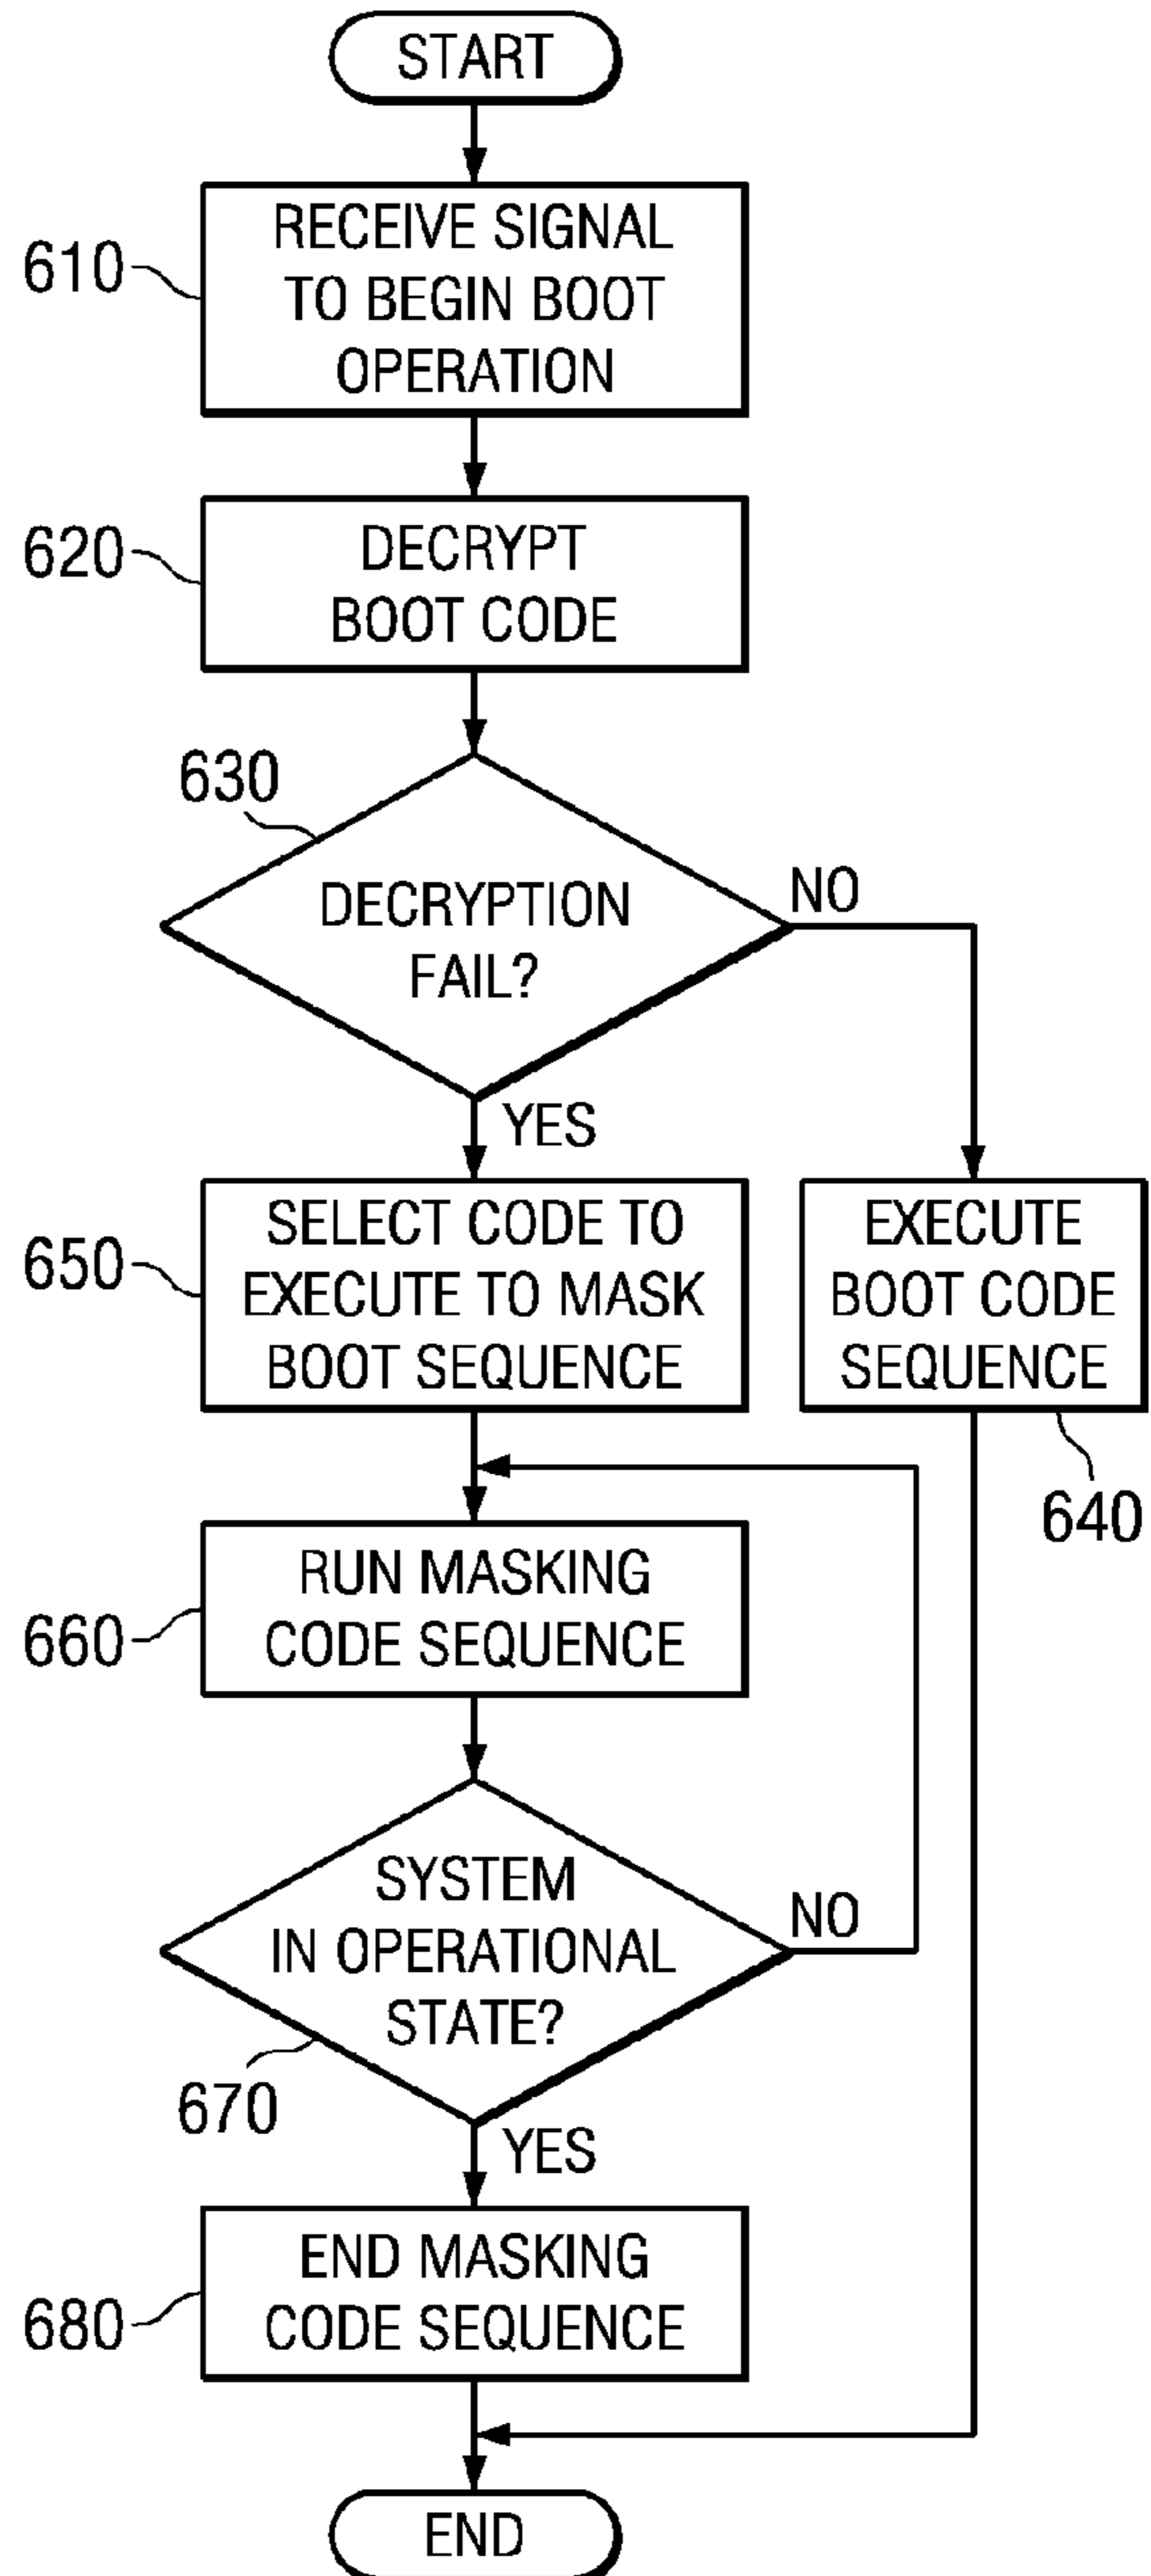 START
610
RECEIVE SIGNAL
TO BEGIN BOOT
OPERATION
620
DECRYPT
BOOT CODE
630
DECRYPTION
FAIL?
NO
YES
650
SELECT CODE TO
EXECUTE TO MASK
BOOT SEQUENCE
EXECUTE
BOOT CODE
SEQUENCE
640
660
RUN MASKING
CODE SEQUENCE
SYSTEM
IN OPERATIONAL
STATE?
NO
670
YES
680
END MASKING
CODE SEQUENCE
END